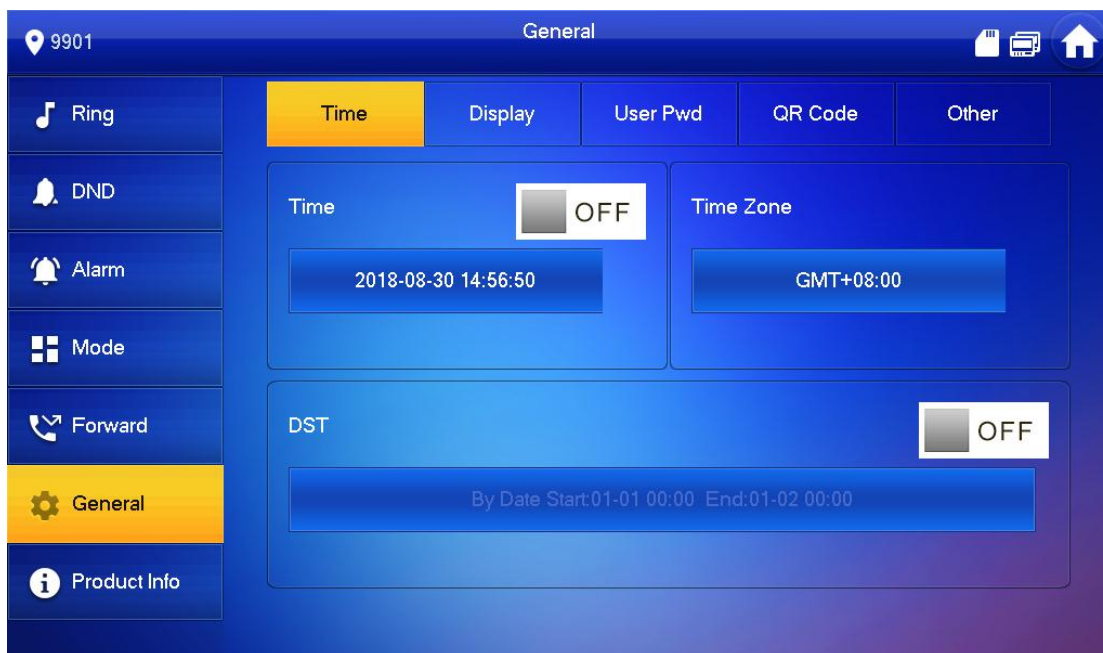 9901
General
Ring
DND
Alarm
Mode
Forward
General
Product Info
Time Display User Pwd QR Code Other
Time OFF
2018-08-30 14:56:50
Time Zone
GMT+08:00
DST OFF
By Date Start:01-01 00:00 End:01-02 00:00